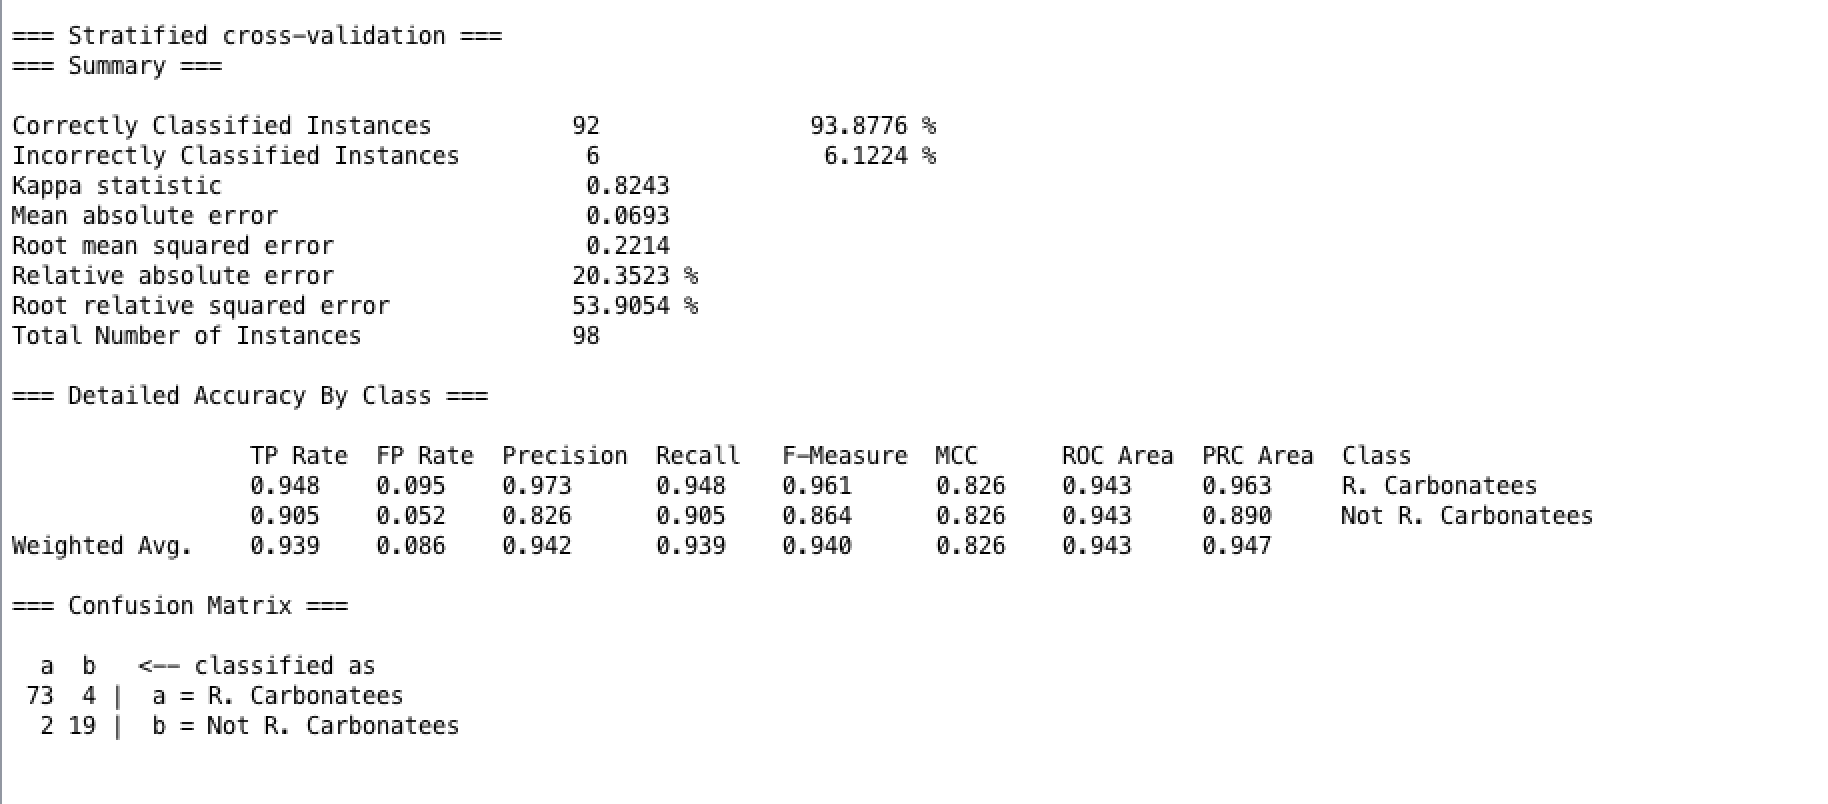 === Stratified cross-validation ===
=== Summary ===
Correctly Classified Instances 92 93.8776 %
Incorrectly Classified Instances 6 6.1224 %
Kappa statistic 0.8243
Mean absolute error 0.0693
Root mean squared error 0.2214
Relative absolute error 20.3523 %
Root relative squared error 53.9054 %
Total Number of Instances 98
=== Detailed Accuracy By Class ===
TP Rate FP Rate Precision Recall F-Measure MCC ROC Area PRC Area Class
0.948 0.095 0.973 0.948 0.961 0.826 0.943 0.963 R. Carbonatees
0.905 0.052 0.826 0.905 0.864 0.826 0.943 0.890 Not R. Carbonatees
Weighted Avg. 0.939 0.086 0.942 0.939 0.940 0.826 0.943 0.947
=== Confusion Matrix ===
a b <-- classified as
73 4 | a = R. Carbonatees
2 19 | b = Not R. Carbonatees